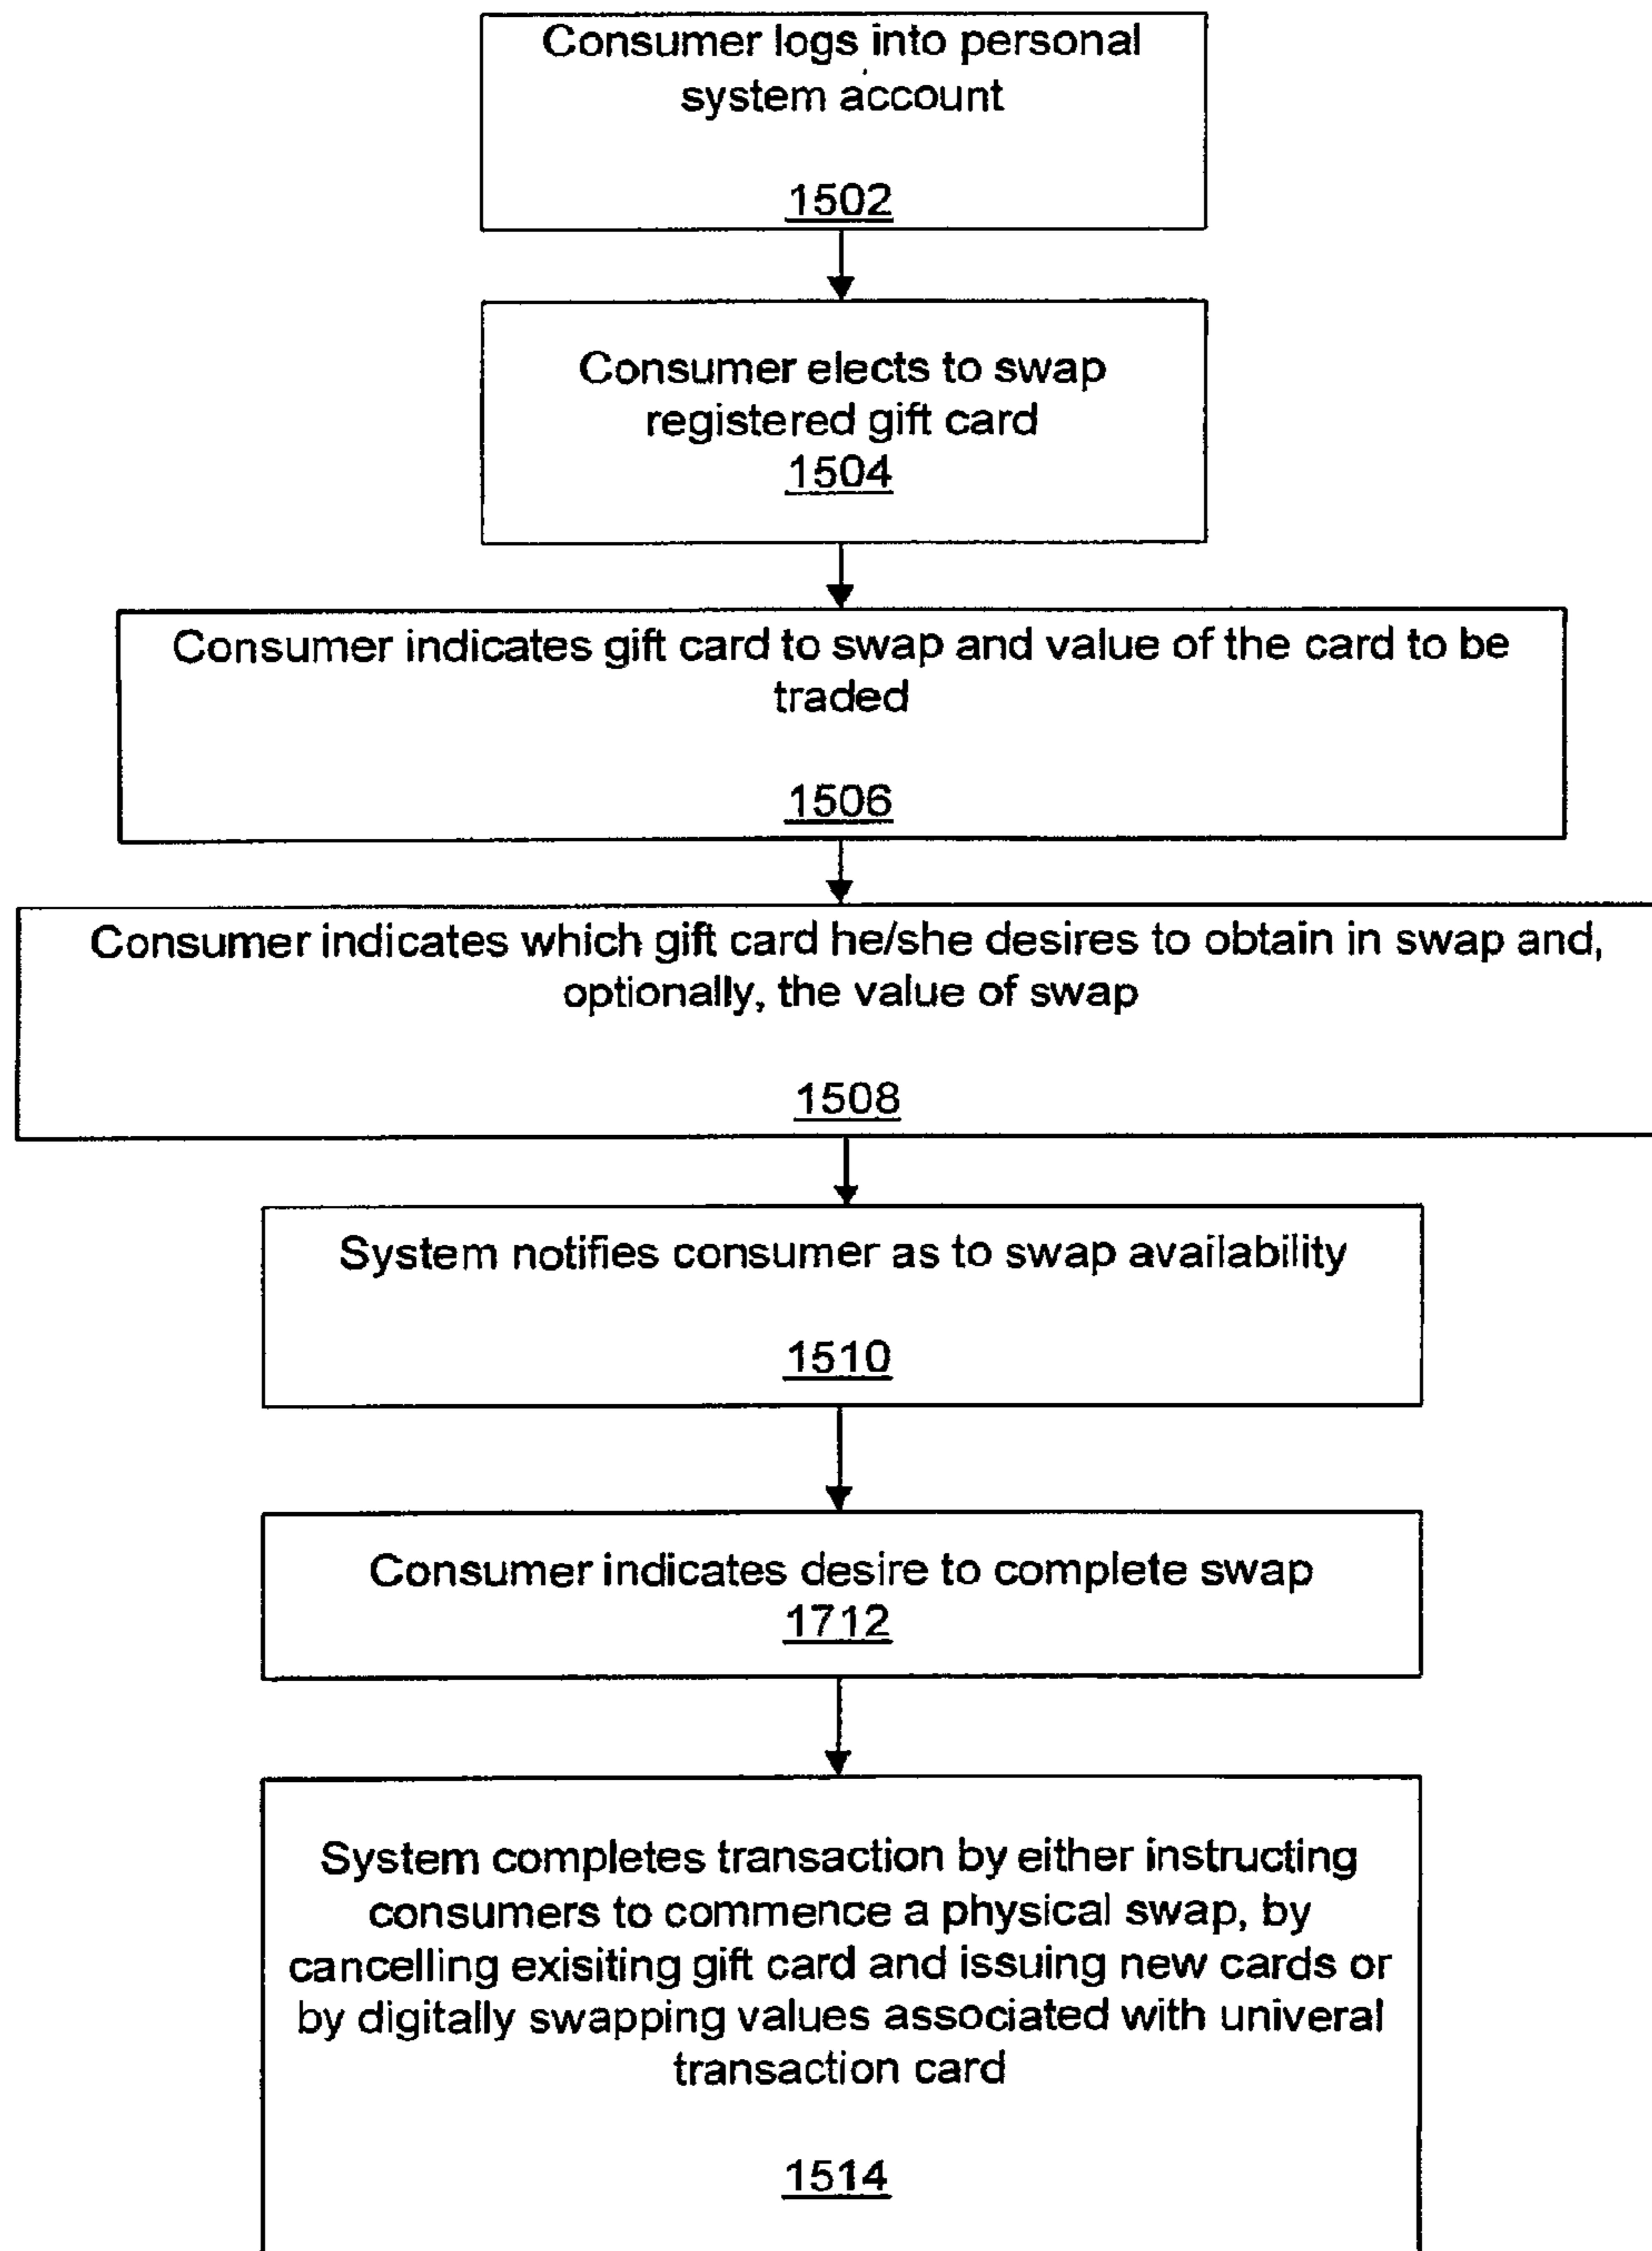 Consumer logs into personal
system account
1502
Consumer elects to swap
registered gift card
1504
Consumer indicates gift card to swap and value of the card to be
traded
1506
Consumer indicates which gift card he/she desires to obtain in swap and,
optionally, the value of swap
1508
System notifies consumer as to swap availability
1510
Consumer indicates desire to complete swap
1712
System completes transaction by either instructing
consumers to commence a physical swap, by
cancelling exisiting gift card and issuing new cards or
by digitally swapping values associated with univeral
transaction card
1514